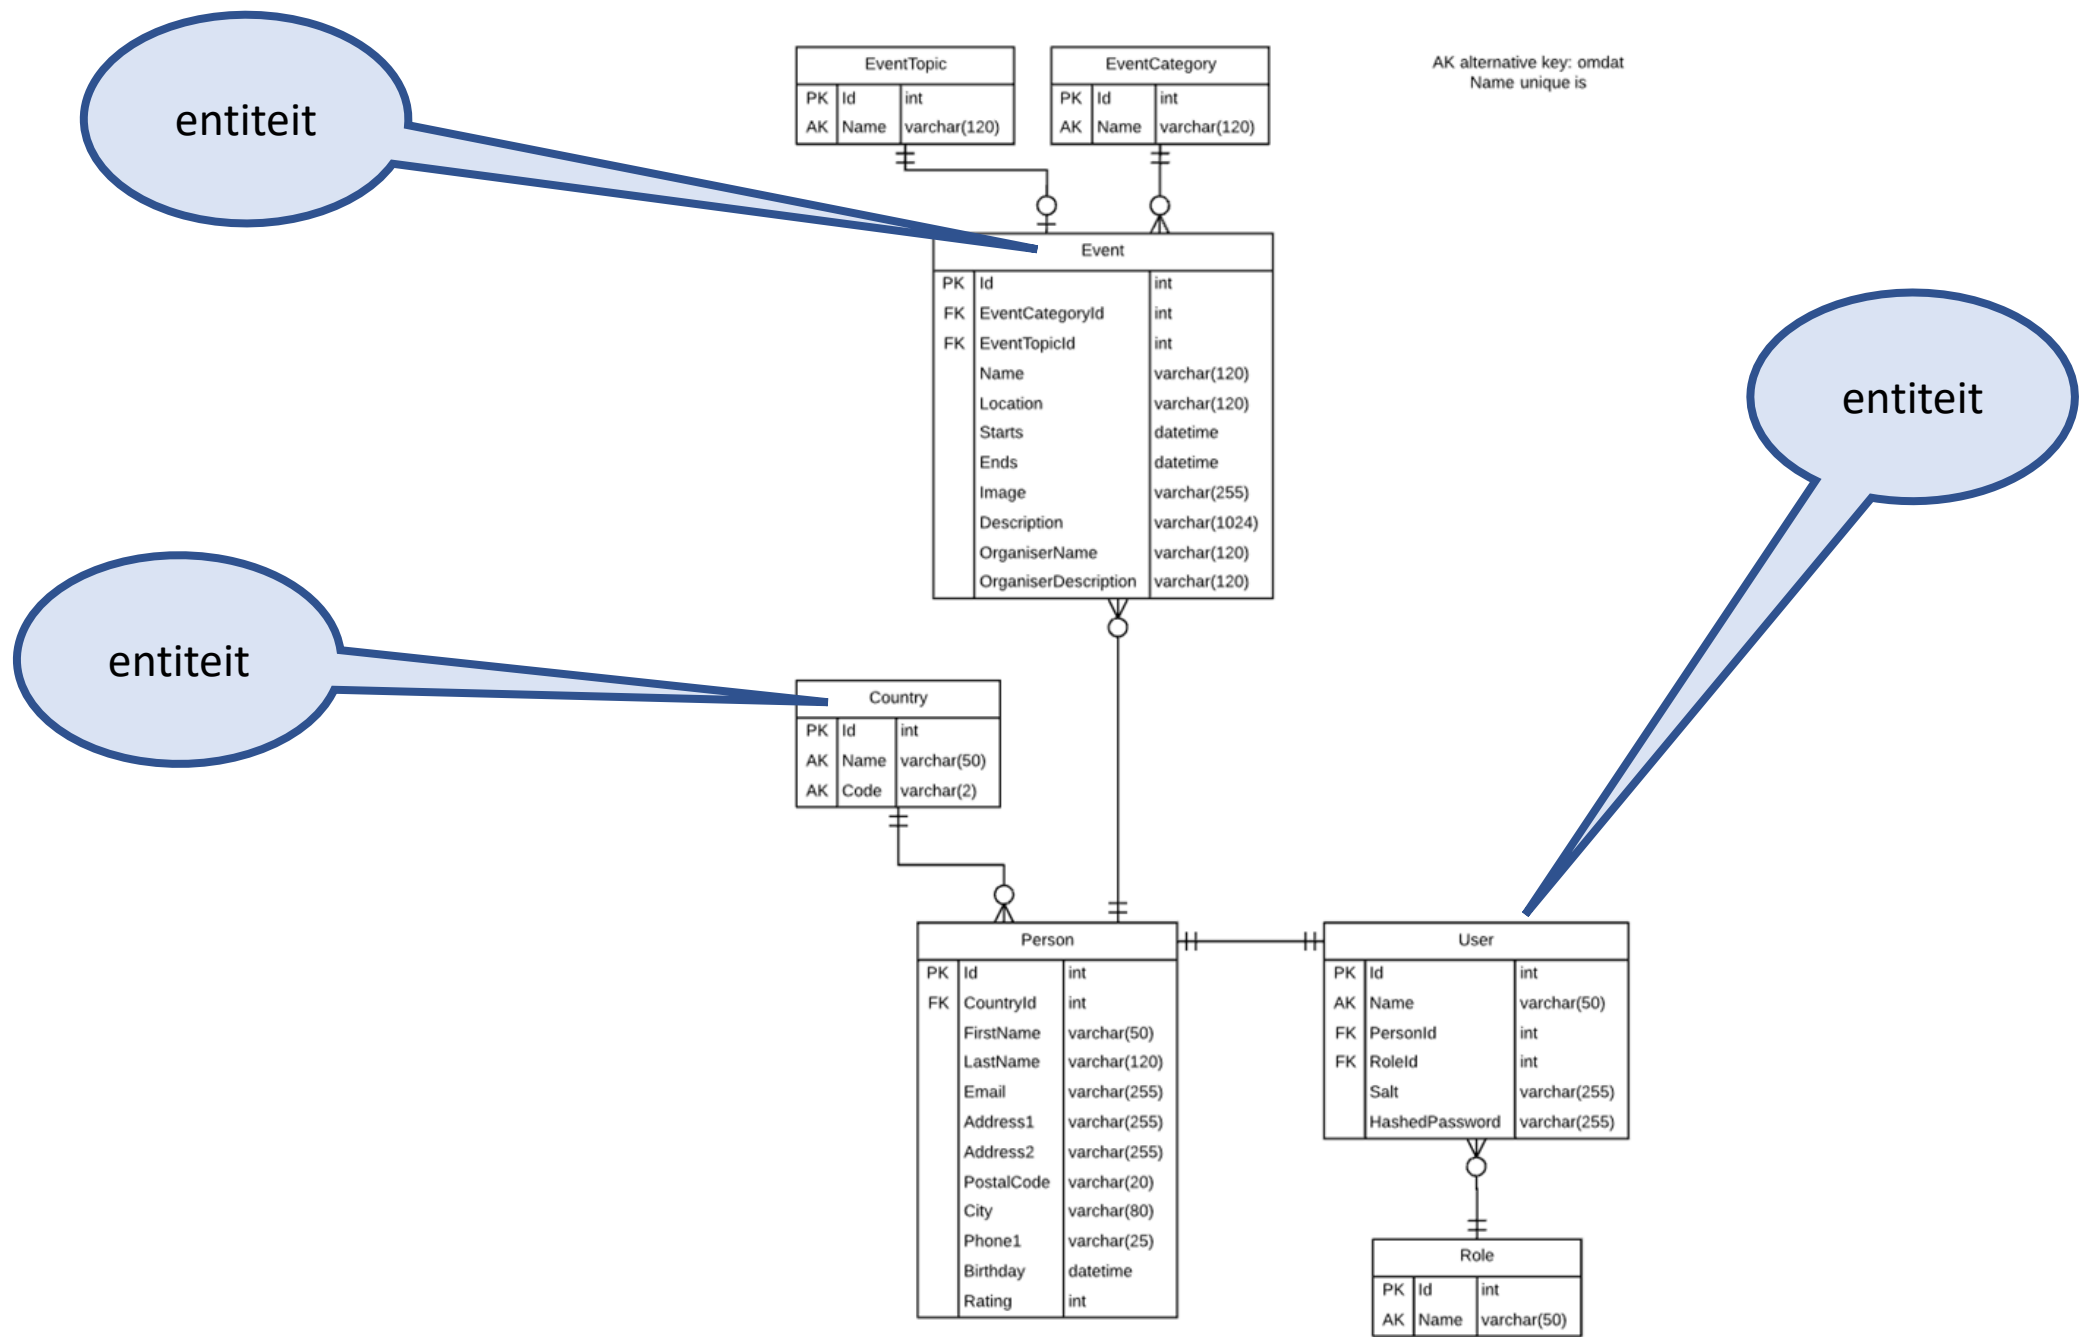 entiteit
EventTopic
PK Id int
AK Name varchar(120)
EventCategory
PK Id int
AK Name varchar(120)
AK alternative key: omdat
Name unique is
Event
PK Id int
FK EventCategoryId int
FK EventTopicId int
Name varchar(120)
Location varchar(120)
Starts datetime
Ends datetime
Image varchar(255)
Description varchar(1024)
OrganiserName varchar(120)
OrganiserDescription varchar(120)
entiteit
entiteit
Country
PK Id int
AK Name varchar(50)
AK Code varchar(2)
Person
PK Id int
FK CountryId int
FirstName varchar(50)
LastName varchar(120)
Email varchar(255)
Address1 varchar(255)
Address2 varchar(255)
PostalCode varchar(20)
City varchar(80)
Phone1 varchar(25)
Birthday datetime
Rating int
User
PK Id int
AK Name varchar(50)
FK PersonId int
FK RoleId int
Salt varchar(255)
HashedPassword varchar(255)
Role
PK Id int
AK Name varchar(50)